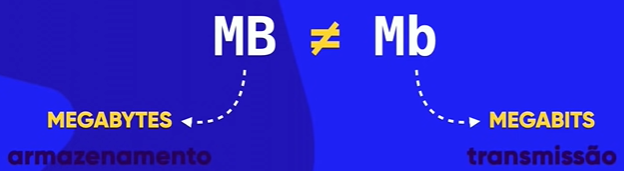 MB ≠ Mb
MEGABYTES MEGABITS
armazenamento transmissão